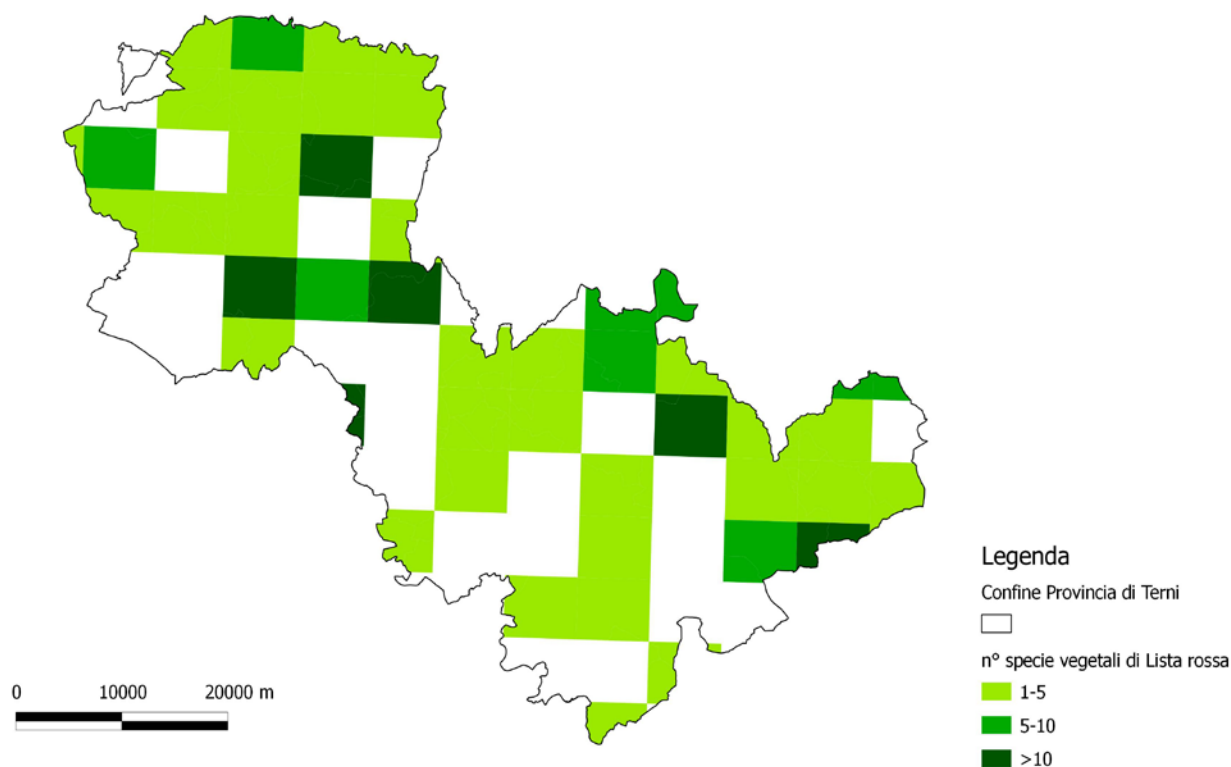 Legenda
Confine Provincia di Terni
n° specie vegetali di Lista rossa
1-5
5-10
>10
0 10000 20000 m